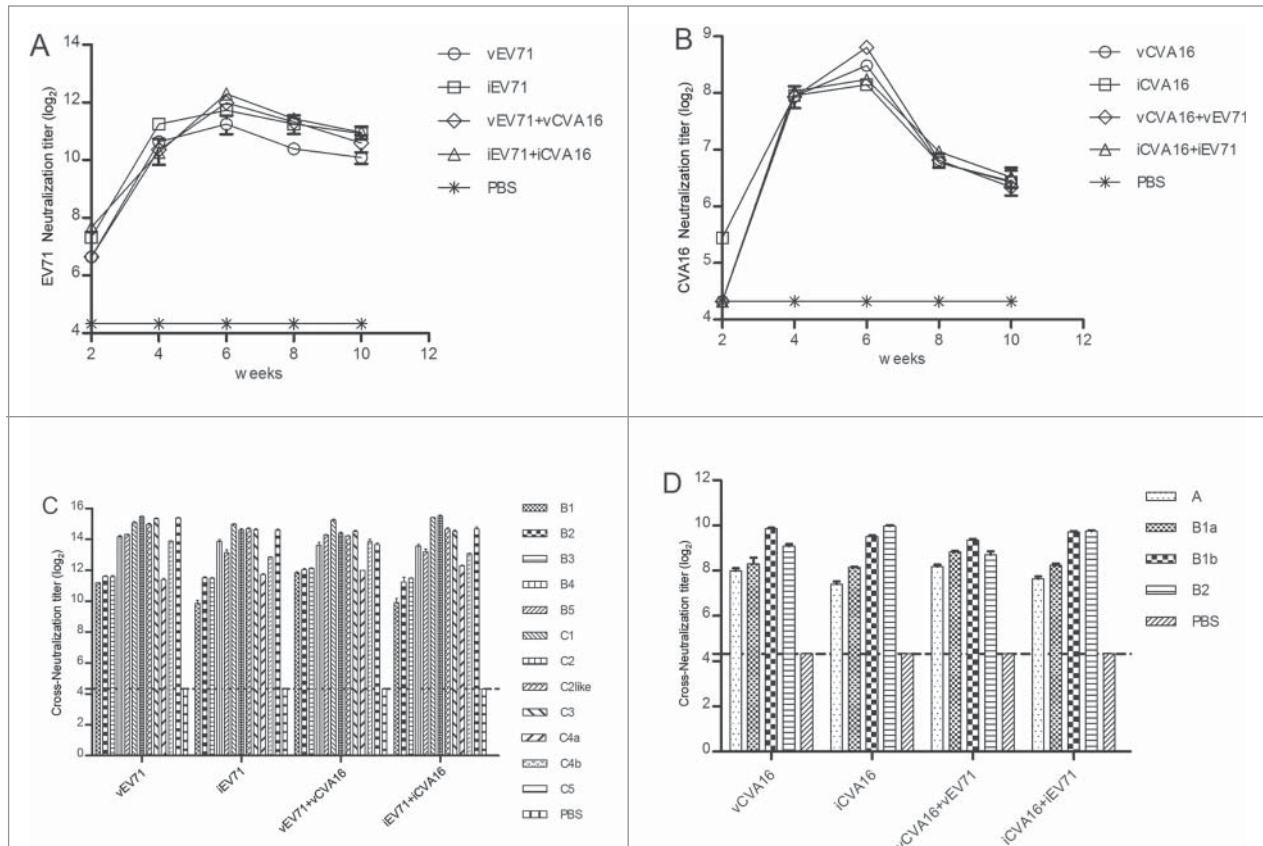 A
EV71 Neutralization titer (log2)
14
12
10
8
6
4
2 4 6 8 10 12
weeks
vEV71
iEV71
vEV71+vCVA16
iEV71+iCVA16
PBS
B
CVA16 Neutralization titer (log2)
9
8
7
6
5
4
2 4 6 8 10 12
weeks
vCVA16
iCVA16
vCVA16+vEV71
iCVA16+iEV71
PBS
C
Cross-Neutralization titer (log2)
16
14
12
10
8
6
4
2
0
vEV71
iEV71
vEV71+vCVA16
iEV71+iCVA16
B1
B2
B3
B4
B5
C1
C2
C2like
C3
C4a
C4b
C5
PBS
D
Cross-Neutralization titer (log2)
12
10
8
6
4
2
0
vCVA16
iCVA16
vCVA16+vEV71
iCVA16+iEV71
A
B1a
B1b
B2
PBS